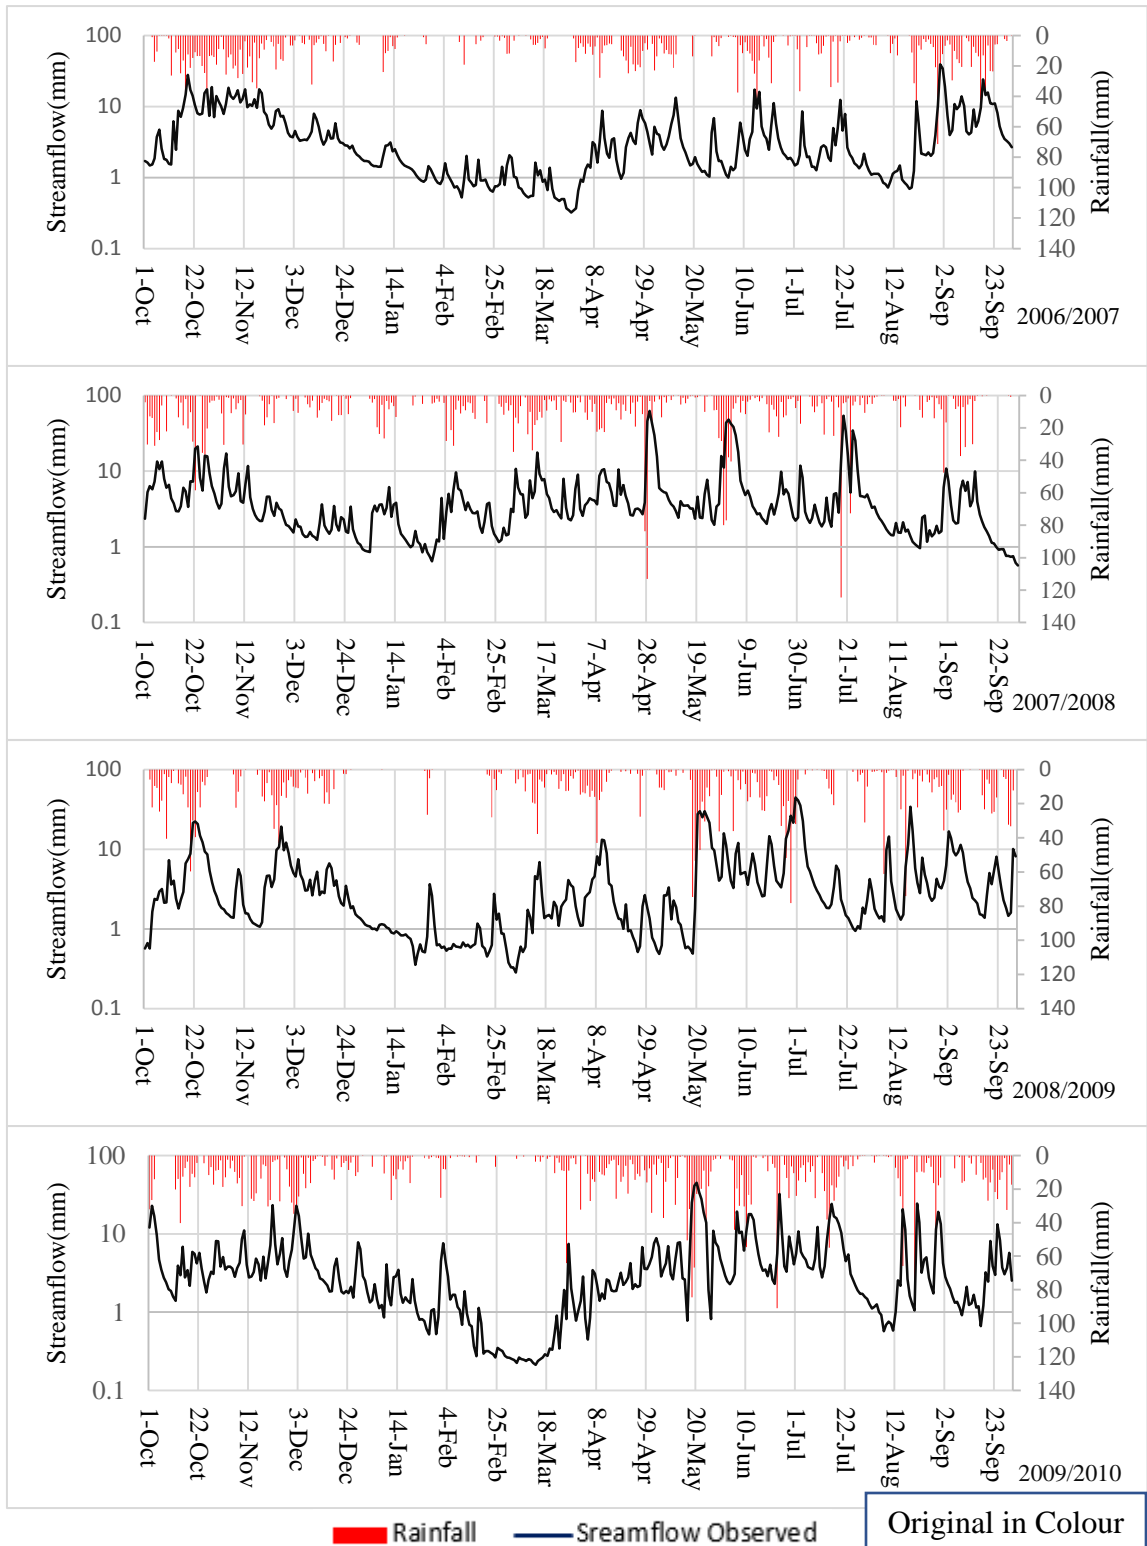 100
10
1
0.1
Streamflow(mm)
0
20
40
60
80
100
120
140
Rainfall(mm)
1-Oct
22-Oct
12-Nov
3-Dec
24-Dec
14-Jan
4-Feb
25-Feb
18-Mar
8-Apr
29-Apr
20-May
10-Jun
1-Jul
22-Jul
12-Aug
2-Sep
23-Sep
2006/2007
100
10
1
0.1
Streamflow(mm)
0
20
40
60
80
100
120
140
Rainfall(mm)
1-Oct
22-Oct
12-Nov
3-Dec
24-Dec
14-Jan
4-Feb
25-Feb
17-Mar
7-Apr
28-Apr
19-May
9-Jun
30-Jun
21-Jul
11-Aug
1-Sep
22-Sep
2007/2008
100
10
1
0.1
Streamflow(mm)
0
20
40
60
80
100
120
140
Rainfall(mm)
1-Oct
22-Oct
12-Nov
3-Dec
24-Dec
14-Jan
4-Feb
25-Feb
18-Mar
8-Apr
29-Apr
20-May
10-Jun
1-Jul
22-Jul
12-Aug
2-Sep
23-Sep
2008/2009
100
10
1
0.1
Streamflow(mm)
0
20
40
60
80
100
120
140
Rainfall(mm)
1-Oct
22-Oct
12-Nov
3-Dec
24-Dec
14-Jan
4-Feb
25-Feb
18-Mar
8-Apr
29-Apr
20-May
10-Jun
1-Jul
22-Jul
12-Aug
2-Sep
23-Sep
2009/2010
Rainfall
Sreamflow Observed
Original in Colour